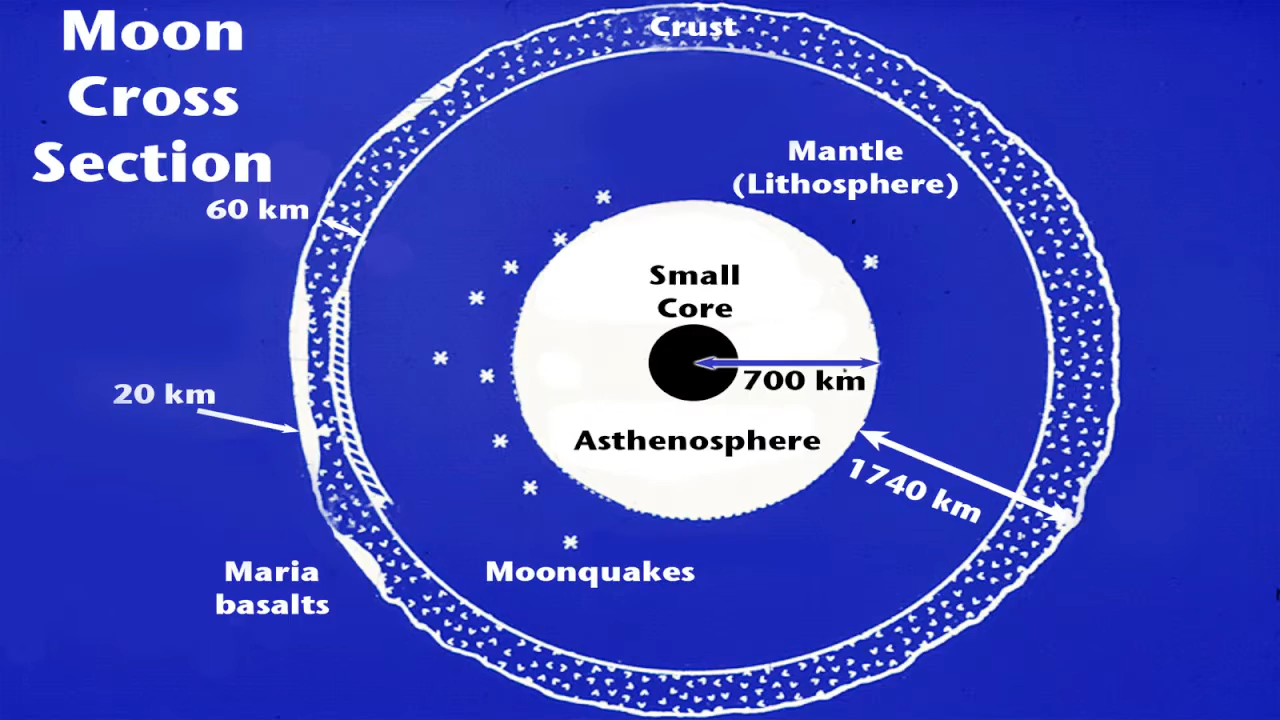 Moon
Cross
Section
Crust
Mantle
(Lithosphere)
60 km
Small
Core
700 km
20 km
Asthenosphere
1740 km
Maria
basalts
Moonquakes